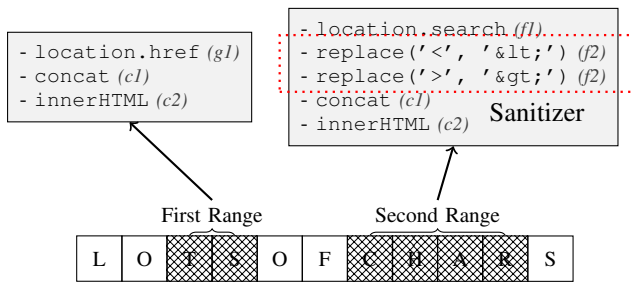 - location.href (g1)
- concat (c1)
- innerHTML (c2)
- location.search (f1)
- replace('<', '&lt;') (f2)
- replace('>', '&gt;') (f2)
- concat (c1)
- innerHTML (c2)
Sanitizer
First Range
Second Range
L O T S O F C H A R S